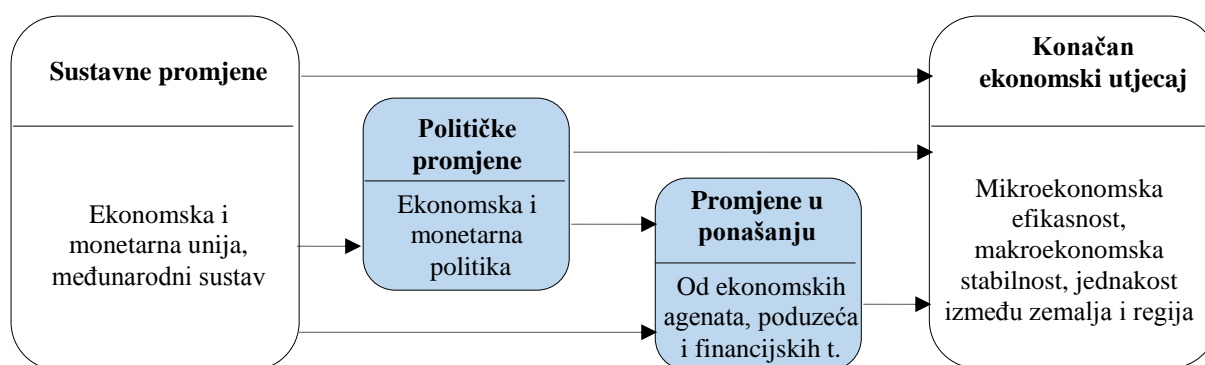 Sustavne promjene
Ekonomska i
monetarna unija,
međunarodni sustav
Političke
promjene
Ekonomska i
monetarna
politika
Promjene u
ponašanju
Od ekonomskih
agenata, poduzeća
i financijskih t.
Konačan
ekonomski utjecaj
Mikroekonomska
efikasnost,
makroekonomska
stabilnost, jednakost
između zemalja i regija